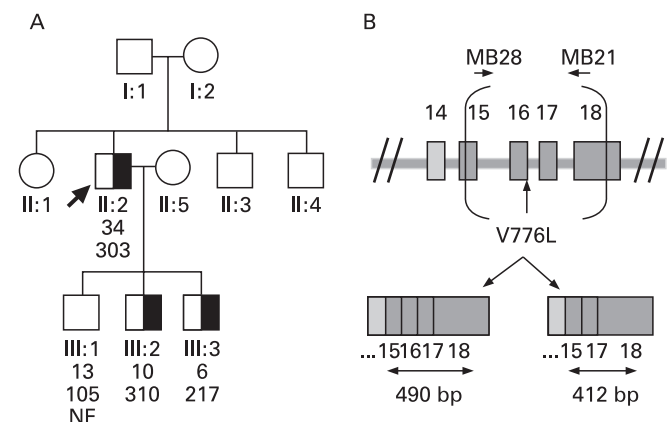 A
I:1 I:2
II:1 II:2 II:5 II:3 II:4
34
303
III:1 III:2 III:3
13 10 6
105 310 217
NF
B
MB28 MB21
14 15 16 17 18
V776L
...15 16 17 18
490 bp
...15 17 18
412 bp